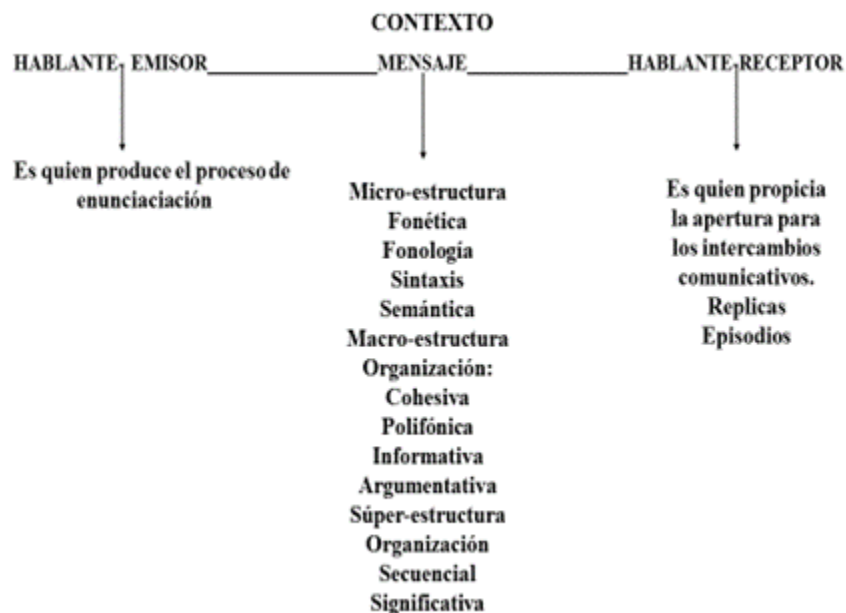 CONTEXTO
HABLANTE- EMISOR MENSAJE HABLANTE-RECEPTOR
Es quien produce el proceso de
enunciaciación
Micro-estructura
Fonética
Fonología
Sintaxis
Semántica
Macro-estructura
Organización:
Cohesiva
Polifónica
Informativa
Argumentativa
Súper-estructura
Organización
Secuencial
Significativa
Es quien propicia
la apertura para
los intercambios
comunicativos.
Replicas
Episodios